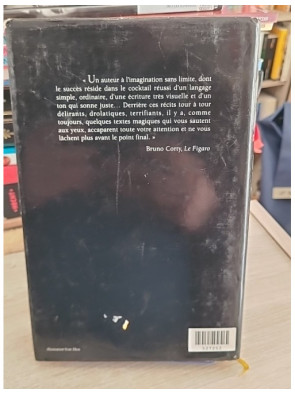 « Un auteur à l'imagination sans limite, dont
le succès réside dans le cocktail réussi d'un langage
simple, ordinaire, d'une écriture très visuelle et d'un
ton qui sonne juste... Derrière ces récits tour à tour
délirants, drolatiques, terrifiants, il y a, comme
toujours, quelques textes magiques qui vous sautent
aux yeux, accaparent toute votre attention et ne vous
lâchent plus avant le point final. »
Bruno Corty, Le Figaro